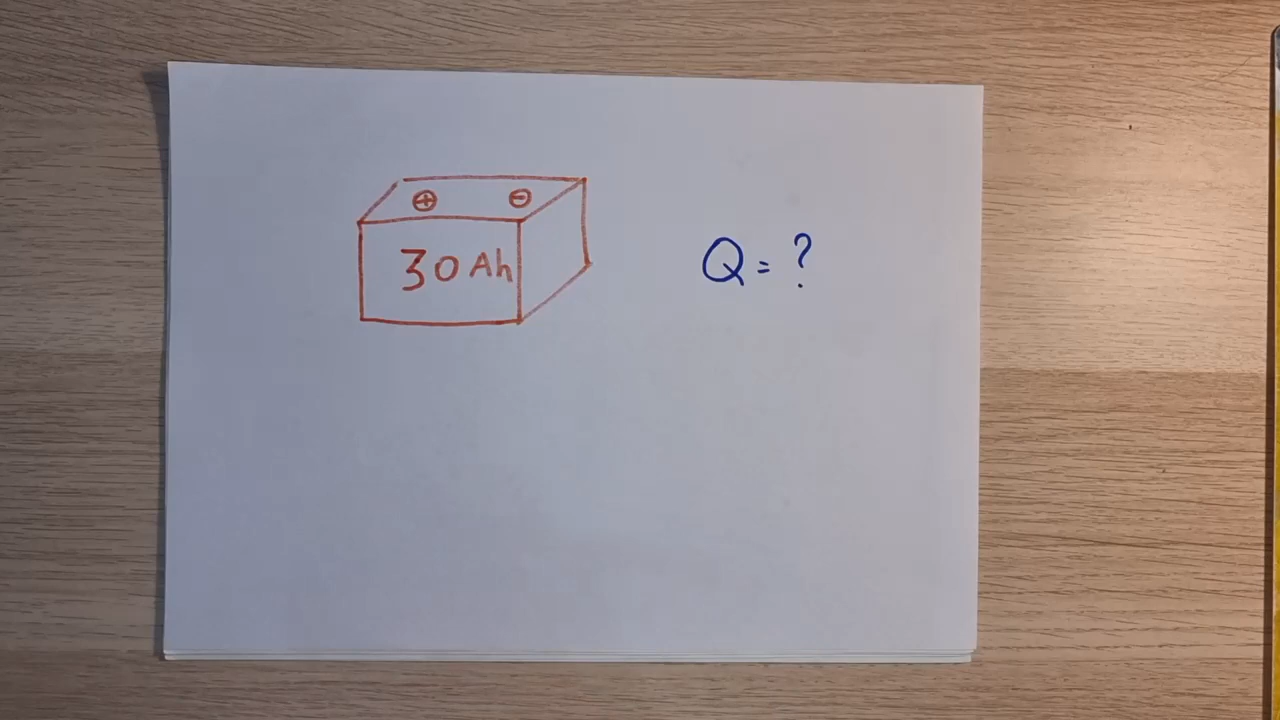 ⊕ ⊖
30 Ah
Q = ?